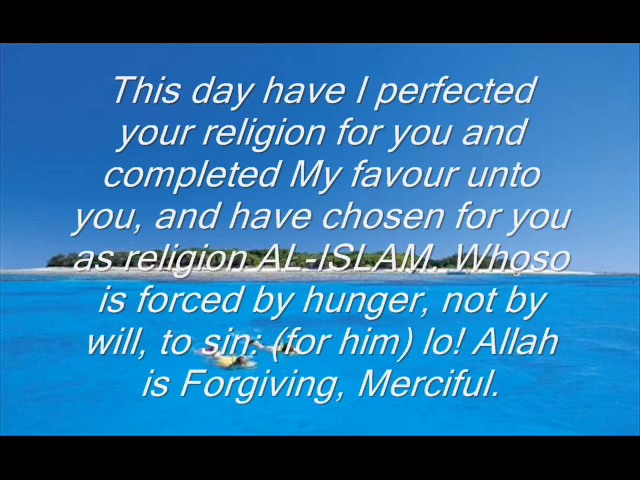 This day have I perfected
your religion for you and
completed My favour unto
you, and have chosen for you
as religion AL-ISLAM. Whoso
is forced by hunger, not by
will, to sin: (for him) lo! Allah
is Forgiving, Merciful.